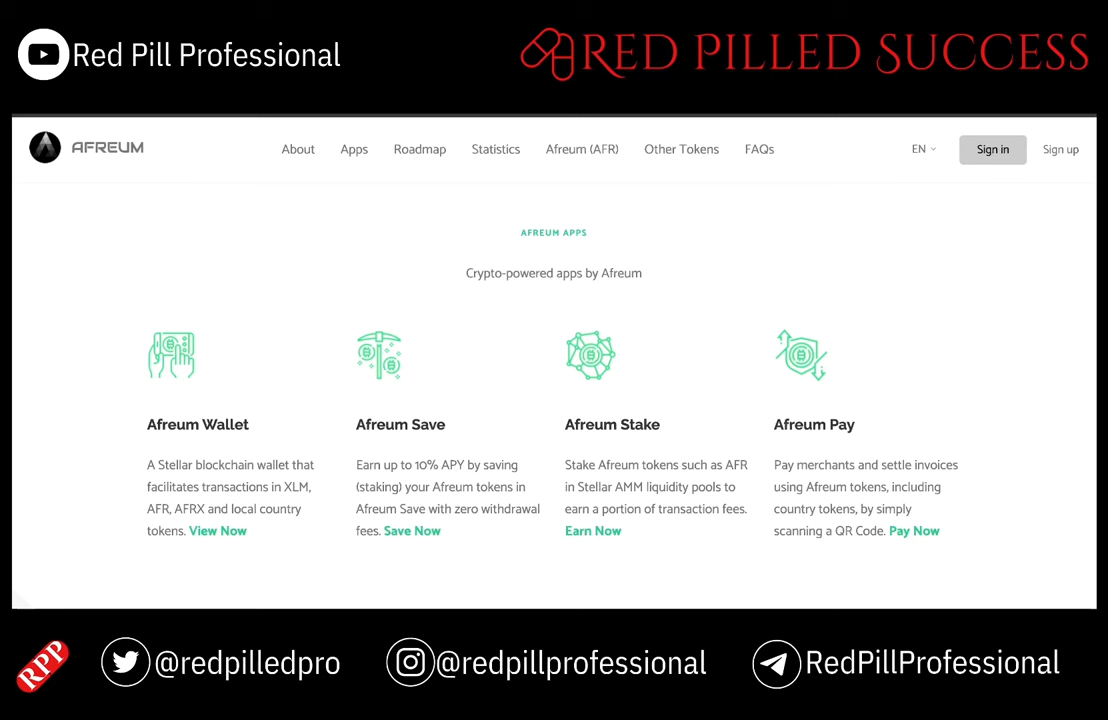 Red Pill Professional
RED PILLED SUCCESS
AFREUM
About Apps Roadmap Statistics Afreum (AFR) Other Tokens FAQs EN Sign in Sign up
AFREUM APPS
Crypto-powered apps by Afreum
Afreum Wallet
A Stellar blockchain wallet that
facilitates transactions in XLM,
AFR, AFRX and local country
tokens. View Now
Afreum Save
Earn up to 10% APY by saving
(staking) your Afreum tokens in
Afreum Save with zero withdrawal
fees. Save Now
Afreum Stake
Stake Afreum tokens such as AFR
in Stellar AMM liquidity pools to
earn a portion of transaction fees.
Earn Now
Afreum Pay
Pay merchants and settle invoices
using Afreum tokens, including
country tokens, by simply
scanning a QR Code. Pay Now
RPP
@redpilledpro
@redpillprofessional
RedPillProfessional